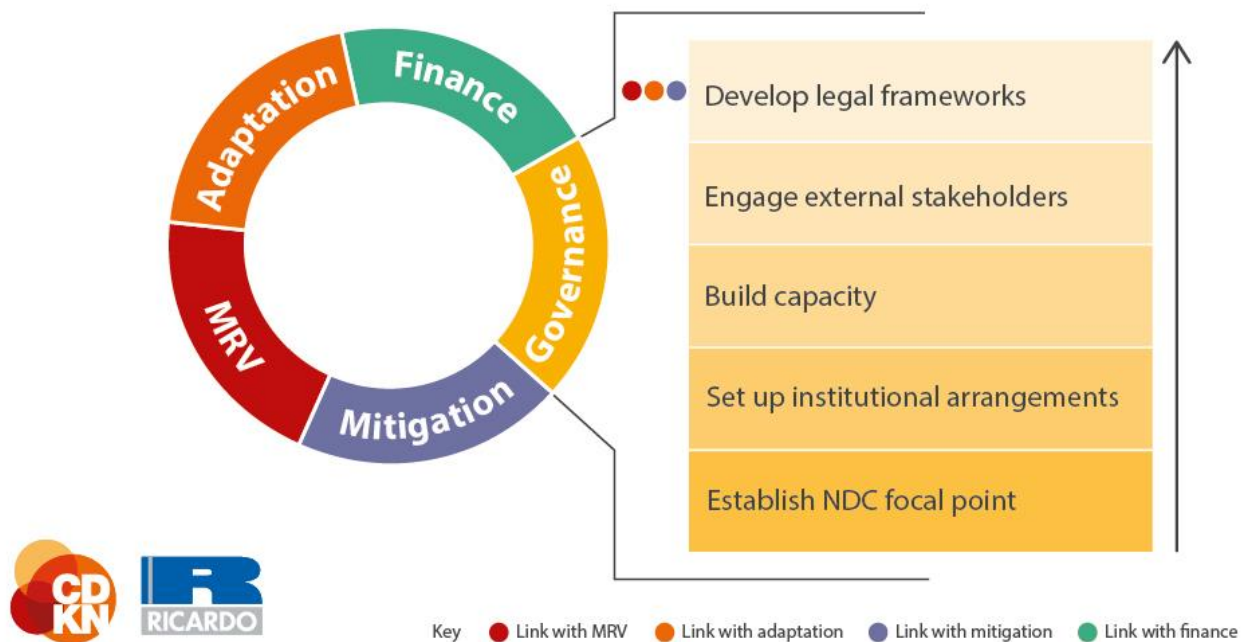 Finance
Adaptation
Governance
MRV
Mitigation
Develop legal frameworks
Engage external stakeholders
Build capacity
Set up institutional arrangements
Establish NDC focal point
CD
KN
R
RICARDO
Key Link with MRV Link with adaptation Link with mitigation Link with finance